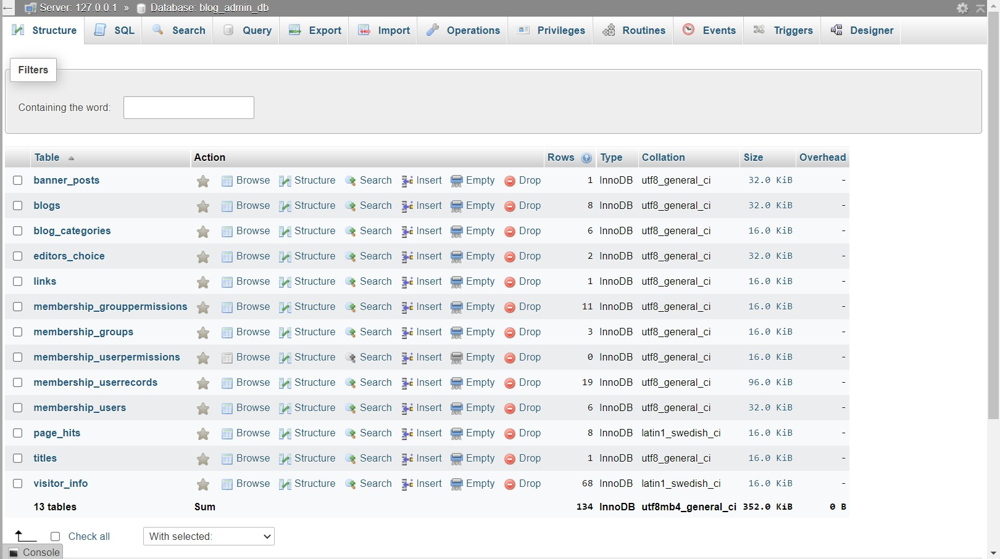 Server: 127.0.0.1 » Database: blog_admin_db
Structure SQL Search Query Export Import Operations Privileges Routines Events Triggers Designer
Filters
Containing the word:
Table Action Rows Type Collation Size Overhead
banner_posts Browse Structure Search Insert Empty Drop 1 InnoDB utf8_general_ci 32.0 KiB -
blogs Browse Structure Search Insert Empty Drop 8 InnoDB utf8_general_ci 32.0 KiB -
blog_categories Browse Structure Search Insert Empty Drop 6 InnoDB utf8_general_ci 16.0 KiB -
editors_choice Browse Structure Search Insert Empty Drop 2 InnoDB utf8_general_ci 32.0 KiB -
links Browse Structure Search Insert Empty Drop 1 InnoDB utf8_general_ci 16.0 KiB -
membership_grouppermissions Browse Structure Search Insert Empty Drop 11 InnoDB utf8_general_ci 16.0 KiB -
membership_groups Browse Structure Search Insert Empty Drop 3 InnoDB utf8_general_ci 16.0 KiB -
membership_userpermissions Browse Structure Search Insert Empty Drop 0 InnoDB utf8_general_ci 16.0 KiB -
membership_userrecords Browse Structure Search Insert Empty Drop 19 InnoDB utf8_general_ci 96.0 KiB -
membership_users Browse Structure Search Insert Empty Drop 6 InnoDB utf8_general_ci 32.0 KiB -
page_hits Browse Structure Search Insert Empty Drop 8 InnoDB latin1_swedish_ci 16.0 KiB -
titles Browse Structure Search Insert Empty Drop 1 InnoDB utf8_general_ci 16.0 KiB -
visitor_info Browse Structure Search Insert Empty Drop 68 InnoDB latin1_swedish_ci 16.0 KiB -
13 tables Sum 134 InnoDB utf8mb4_general_ci 352.0 KiB 0 B
Check all With selected:
Console